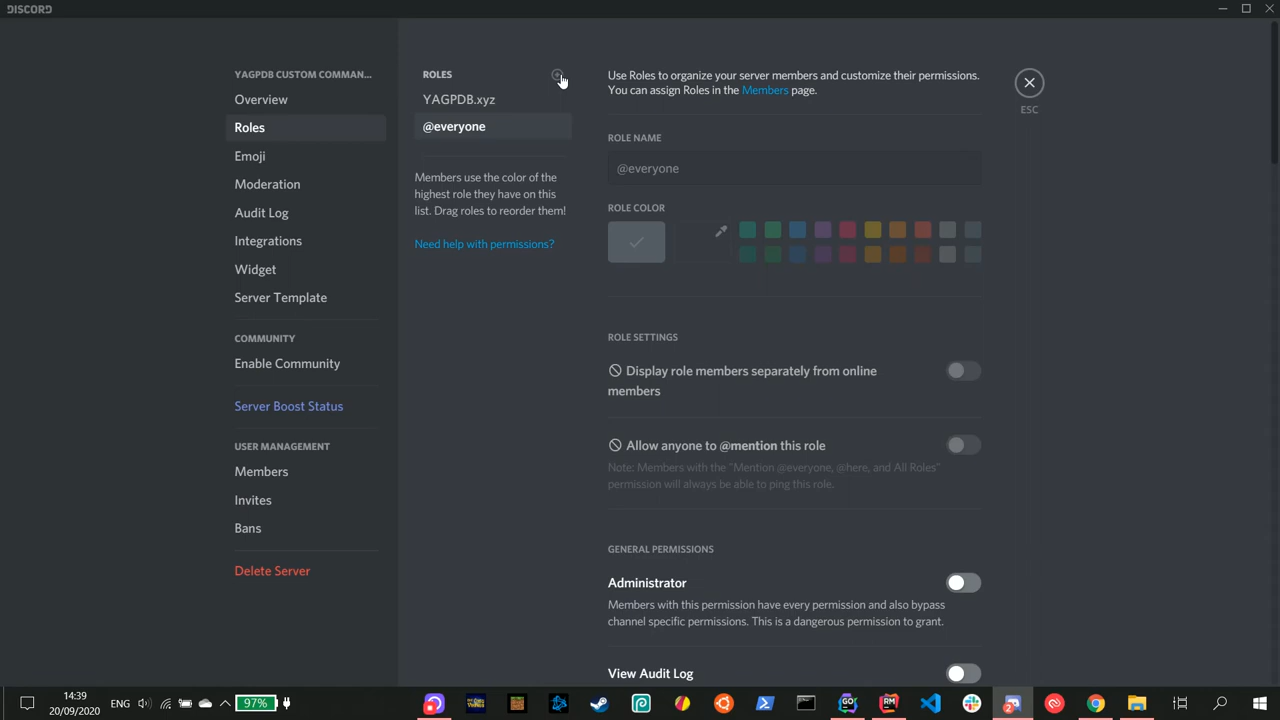 DISCORD
YAGPDB CUSTOM COMMAN...
Overview
Roles
Emoji
Moderation
Audit Log
Integrations
Widget
Server Template
COMMUNITY
Enable Community
Server Boost Status
USER MANAGEMENT
Members
Invites
Bans
Delete Server
ROLES
YAGPDB.xyz
@everyone
Members use the color of the
highest role they have on this
list. Drag roles to reorder them!
Need help with permissions?
Use Roles to organize your server members and customize their permissions.
You can assign Roles in the Members page.
ROLE NAME
@everyone
ROLE COLOR
ROLE SETTINGS
Display role members separately from online
members
Allow anyone to @mention this role
Note: Members with the "Mention @everyone, @here, and All Roles"
permission will always be able to ping this role.
GENERAL PERMISSIONS
Administrator
Members with this permission have every permission and also bypass
channel specific permissions. This is a dangerous permission to grant.
View Audit Log
ESC
14:39
20/09/2020
ENG
97%
GO
RM
2